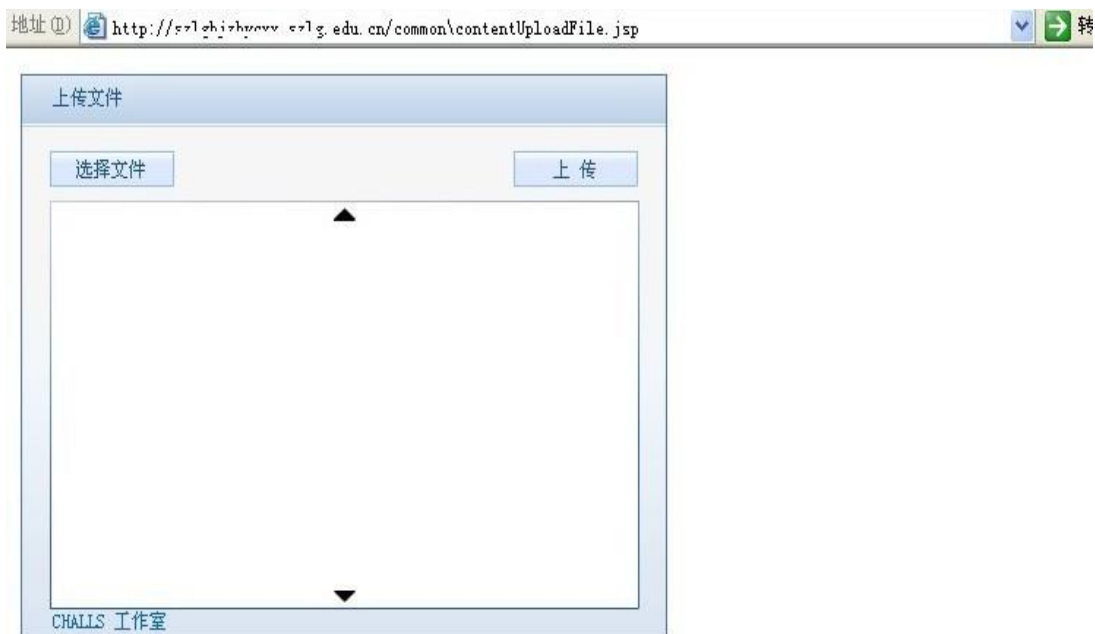 地址(D) http:// edu.cn/common\contentUploadFile.jsp 转
上传文件
选择文件 上 传
CHALLS 工作室